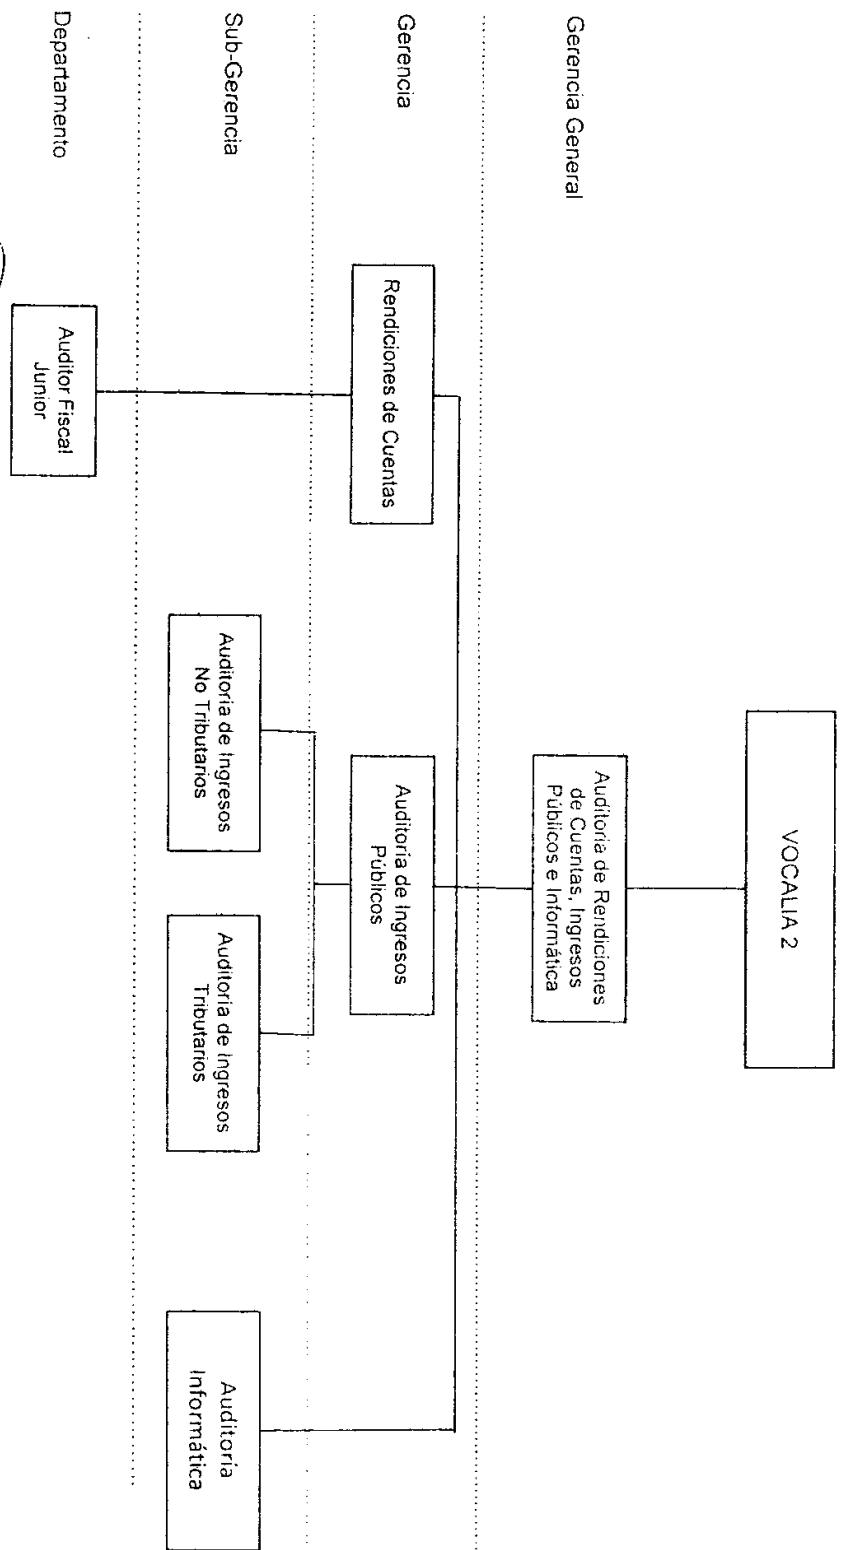 VOCALIA 2
Gerencia General
Auditoria de Rendiciones
de Cuentas, Ingresos
Públicos e Informática
Gerencia
Rendiciones de Cuentas
Auditoria de Ingresos
Públicos
Sub-Gerencia
Auditoria de Ingresos
No Tributarios
Auditoria de Ingresos
Tributarios
Auditoría
Informática
Departamento
Auditor Fiscal
Junior